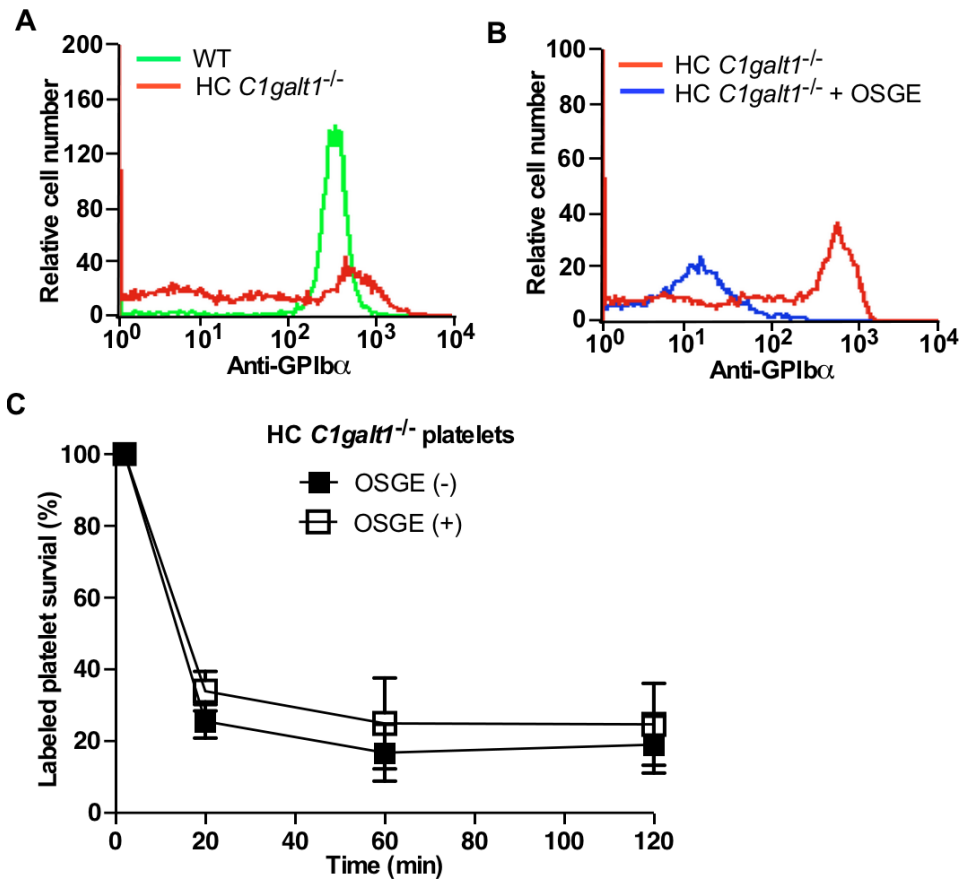 A
WT
HC C1galt1-/-
Relative cell number
200
160
120
80
40
0
10^0 10^1 10^2 10^3 10^4
Anti-GPIbα
B
HC C1galt1-/-
HC C1galt1-/- + OSGE
Relative cell number
100
80
60
40
20
0
10^0 10^1 10^2 10^3 10^4
Anti-GPIbα
C
HC C1galt1-/- platelets
OSGE (-)
OSGE (+)
Labeled platelet survial (%)
100
80
60
40
20
0
0 20 40 60 80 100 120
Time (min)